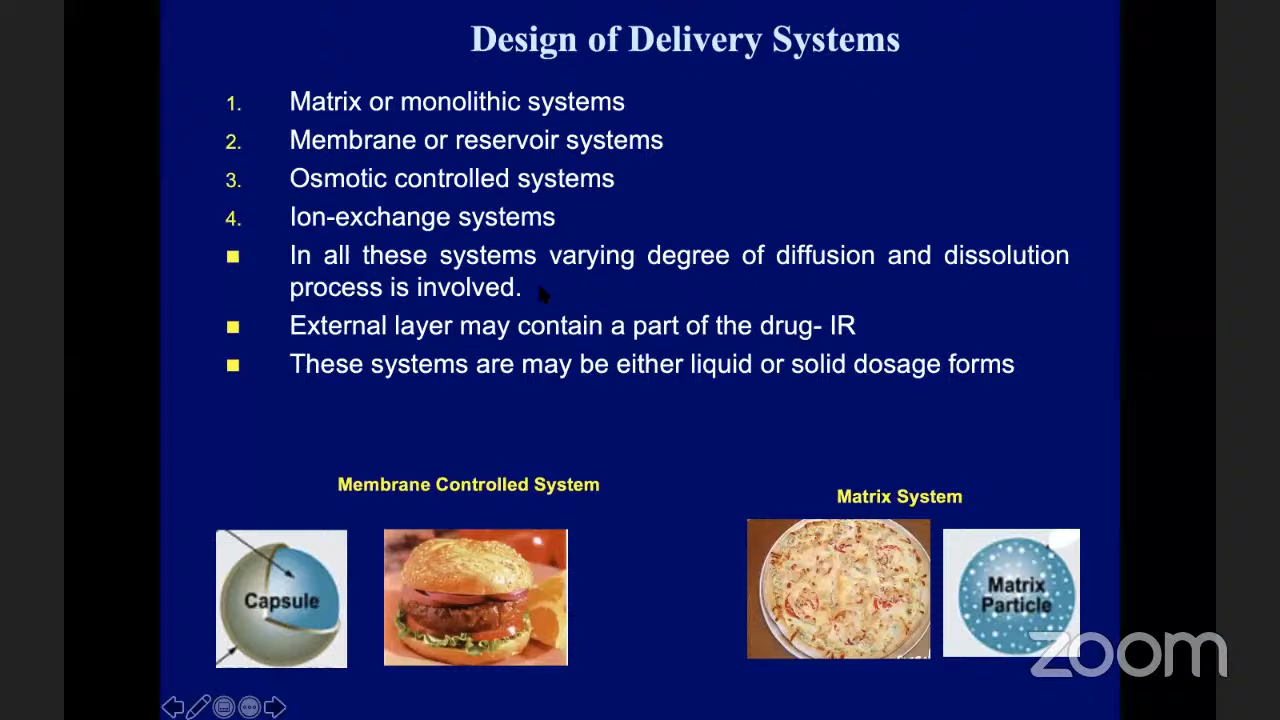 Design of Delivery Systems
1. Matrix or monolithic systems
2. Membrane or reservoir systems
3. Osmotic controlled systems
4. Ion-exchange systems
In all these systems varying degree of diffusion and dissolution
process is involved.
External layer may contain a part of the drug- IR
These systems are may be either liquid or solid dosage forms
Membrane Controlled System
Matrix System
Capsule
Matrix
Particle
zoom